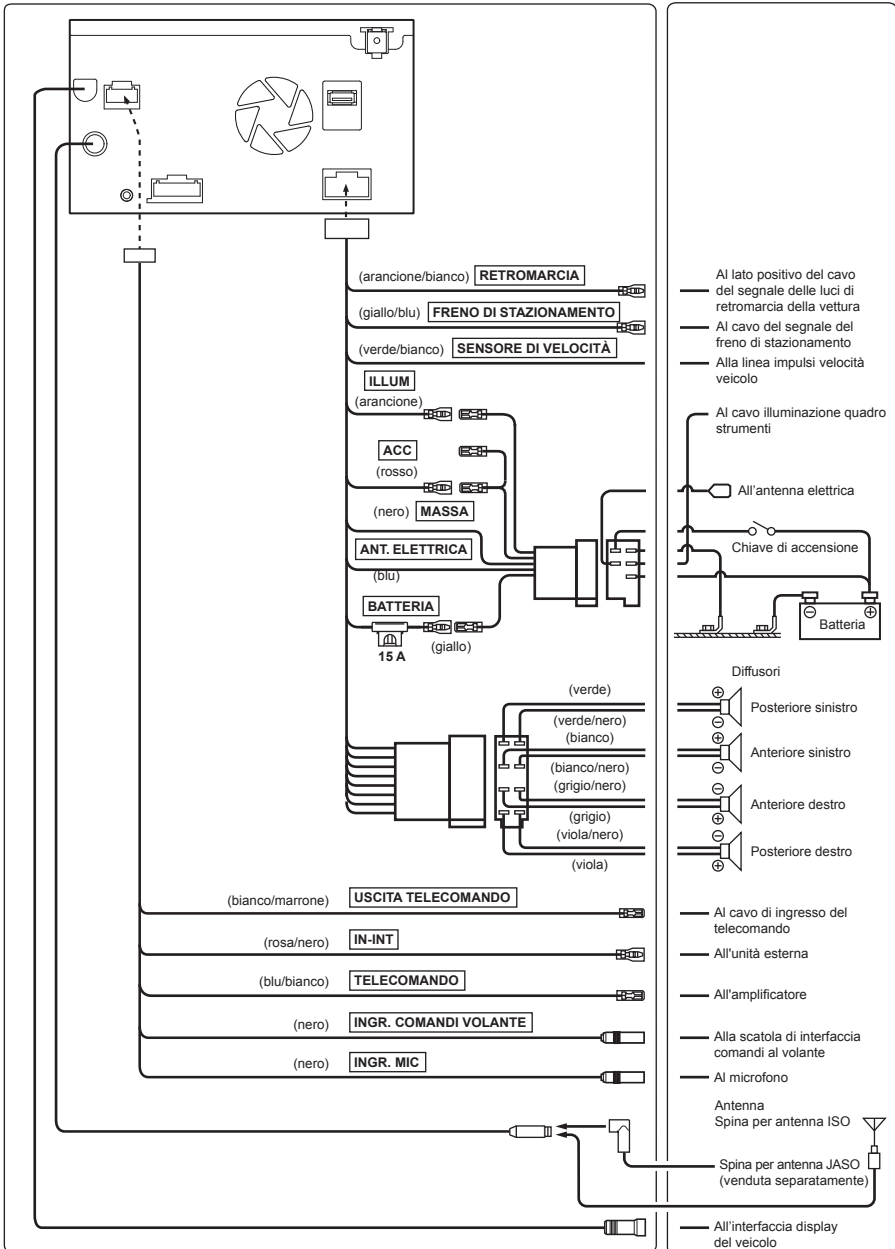 (arancione/bianco) RETROMARCIA
Al lato positivo del cavo
del segnale delle luci di
retromarcia della vettura
(giallo/blu) FRENO DI STAZIONAMENTO
Al cavo del segnale del
freno di stazionamento
(verde/bianco) SENSORE DI VELOCITÀ
Alla linea impulsi velocità
veicolo
ILLUM
(arancione)
Al cavo illuminazione quadro
strumenti
ACC
(rosso)
All'antenna elettrica
(nero) MASSA
Chiave di accensione
ANT. ELETTRICA
(blu)
BATTERIA
15 A
(giallo)
Batteria
Diffusori
(verde)
Posteriore sinistro
(verde/nero)
(bianco)
Anteriore sinistro
(bianco/nero)
(grigio/nero)
Anteriore destro
(grigio)
(viola/nero)
Posteriore destro
(viola)
(bianco/marrone) USCITA TELECOMANDO
Al cavo di ingresso del
telecomando
(rosa/nero) IN-INT
All'unità esterna
(blu/bianco) TELECOMANDO
All'amplificatore
(nero) INGR. COMANDI VOLANTE
Alla scatola di interfaccia
comandi al volante
(nero) INGR. MIC
Al microfono
Antenna
Spina per antenna ISO
Spina per antenna JASO
(venduta separatamente)
All'interfaccia display
del veicolo